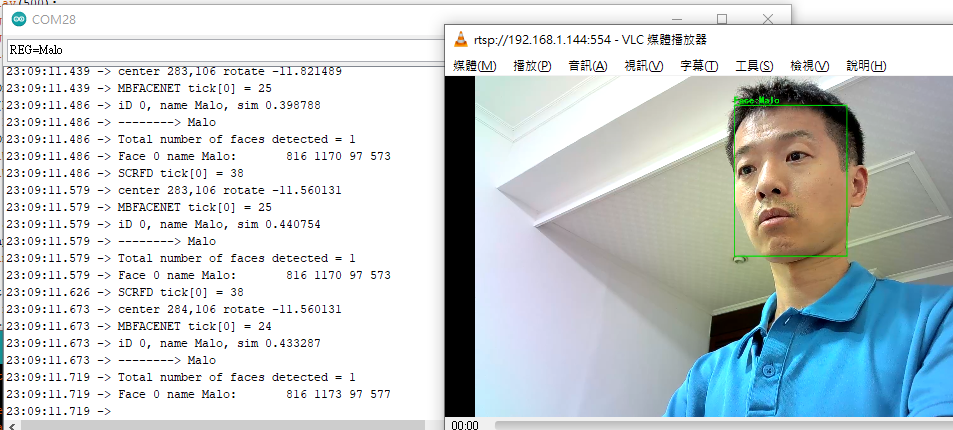 COM28
REG=Malo
23:09:11.439 -> center 283,106 rotate -11.821489
23:09:11.439 -> MBFACENET tick[0] = 25
23:09:11.486 -> iD 0, name Malo, sim 0.398788
23:09:11.486 -> --------> Malo
23:09:11.486 -> Total number of faces detected = 1
23:09:11.486 -> Face 0 name Malo: 816 1170 97 573
23:09:11.486 -> SCRFD tick[0] = 38
23:09:11.579 -> center 283,106 rotate -11.560131
23:09:11.579 -> MBFACENET tick[0] = 25
23:09:11.579 -> iD 0, name Malo, sim 0.440754
23:09:11.579 -> --------> Malo
23:09:11.579 -> Total number of faces detected = 1
23:09:11.579 -> Face 0 name Malo: 816 1170 97 573
23:09:11.626 -> SCRFD tick[0] = 38
23:09:11.673 -> center 284,106 rotate -11.560131
23:09:11.673 -> MBFACENET tick[0] = 24
23:09:11.673 -> iD 0, name Malo, sim 0.433287
23:09:11.673 -> --------> Malo
23:09:11.719 -> Total number of faces detected = 1
23:09:11.719 -> Face 0 name Malo: 816 1173 97 577
23:09:11.719 ->
rtsp://192.168.1.144:554 - VLC 媒體播放器
媒體(M) 播放(P) 音訊(A) 視訊(V) 字幕(T) 工具(S) 檢視(V) 說明(H)
Face:Malo
00:00